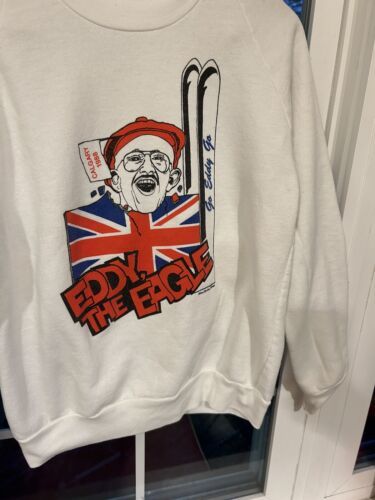 CALGARY
1988
Go Eddy Go
EDDY,
THE EAGLE